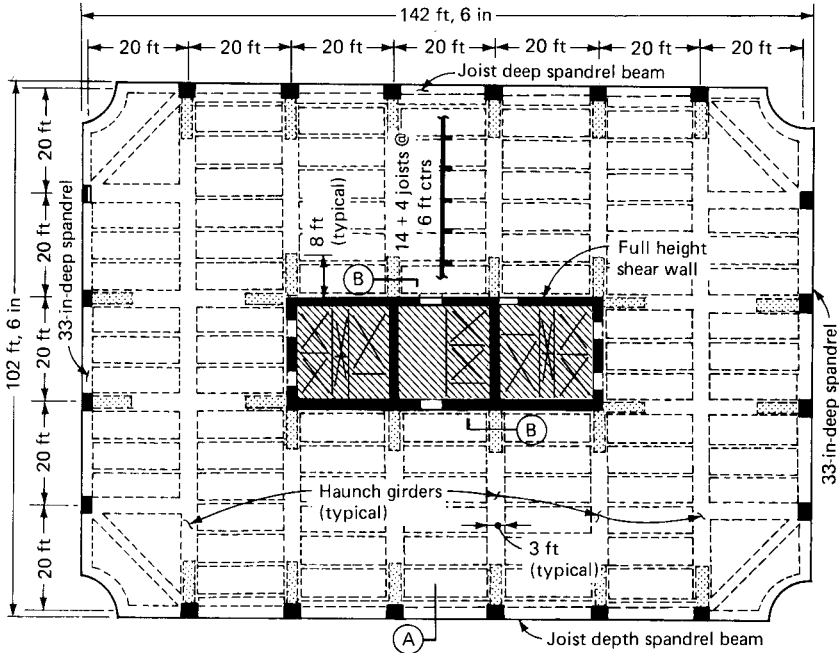 142 ft, 6 in
20 ft
20 ft
20 ft
20 ft
20 ft
20 ft
20 ft
Joist deep spandrel beam
102 ft, 6 in
20 ft
20 ft
20 ft
20 ft
20 ft
33-in-deep spandrel
8 ft
(typical)
14 + 4 joists @
6 ft ctrs
Full height
shear wall
B
B
33-in-deep spandrel
Haunch girders
(typical)
3 ft
(typical)
A
Joist depth spandrel beam